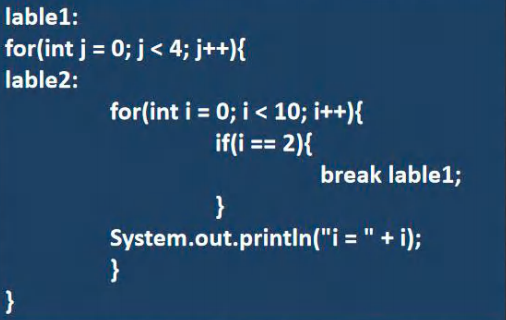 lable1:
for(int j = 0; j < 4; j++){
lable2:
for(int i = 0; i < 10; i++){
if(i == 2){
break lable1;
}
System.out.println("i = " + i);
}
}